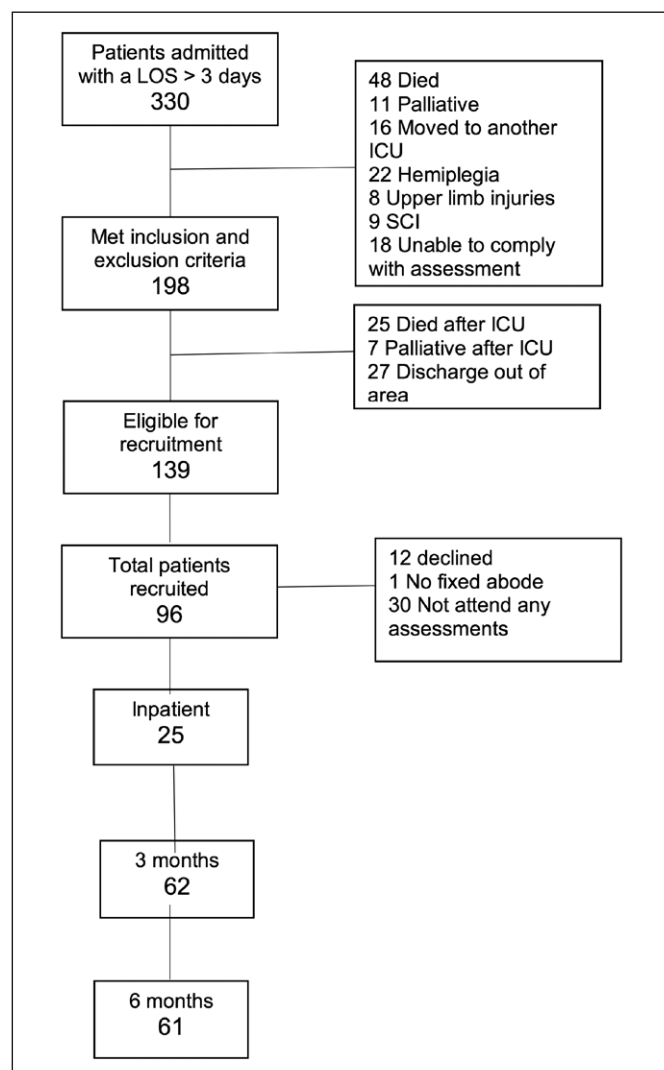 Patients admitted
with a LOS > 3 days
330
48 Died
11 Palliative
16 Moved to another
ICU
22 Hemiplegia
8 Upper limb injuries
9 SCI
18 Unable to comply
with assessment
Met inclusion and
exclusion criteria
198
25 Died after ICU
7 Palliative after ICU
27 Discharge out of
area
Eligible for
recruitment
139
Total patients
recruited
96
12 declined
1 No fixed abode
30 Not attend any
assessments
Inpatient
25
3 months
62
6 months
61